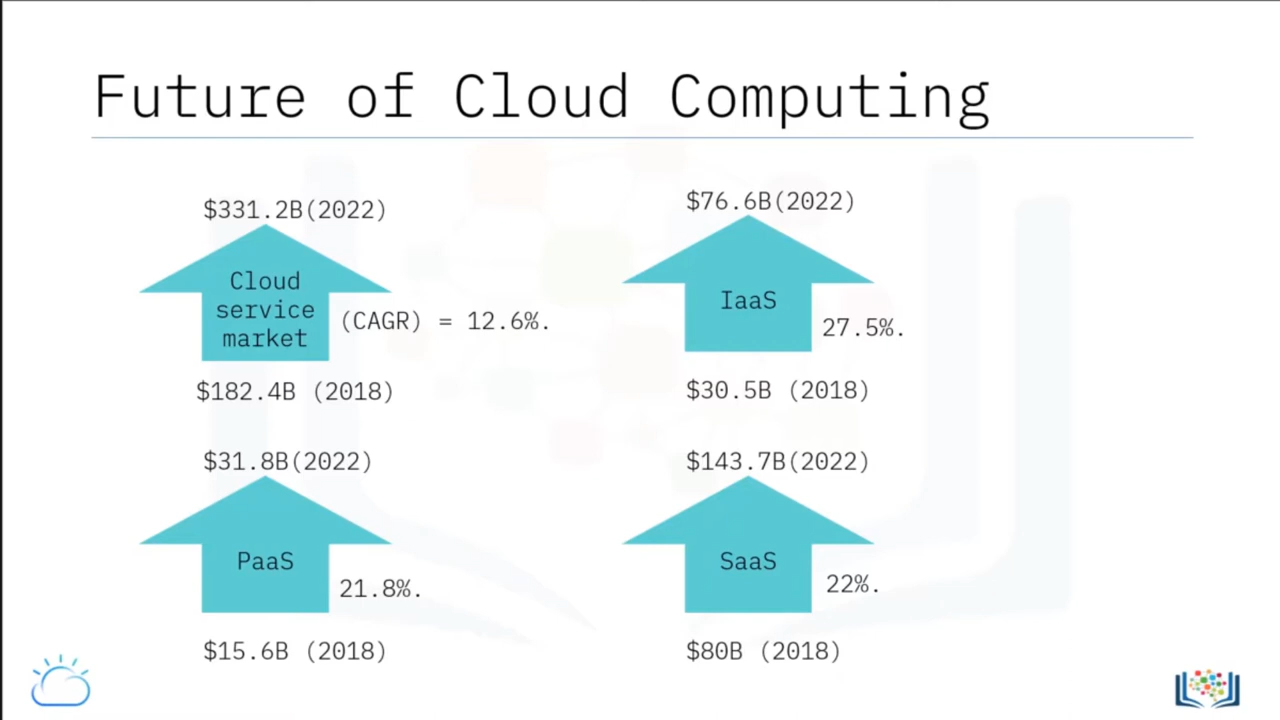 Future of Cloud Computing
$331.2B(2022)
Cloud
service
market
(CAGR) = 12.6%.
$182.4B (2018)
$76.6B(2022)
IaaS
27.5%.
$30.5B (2018)
$31.8B(2022)
PaaS
21.8%.
$15.6B (2018)
$143.7B(2022)
SaaS
22%.
$80B (2018)